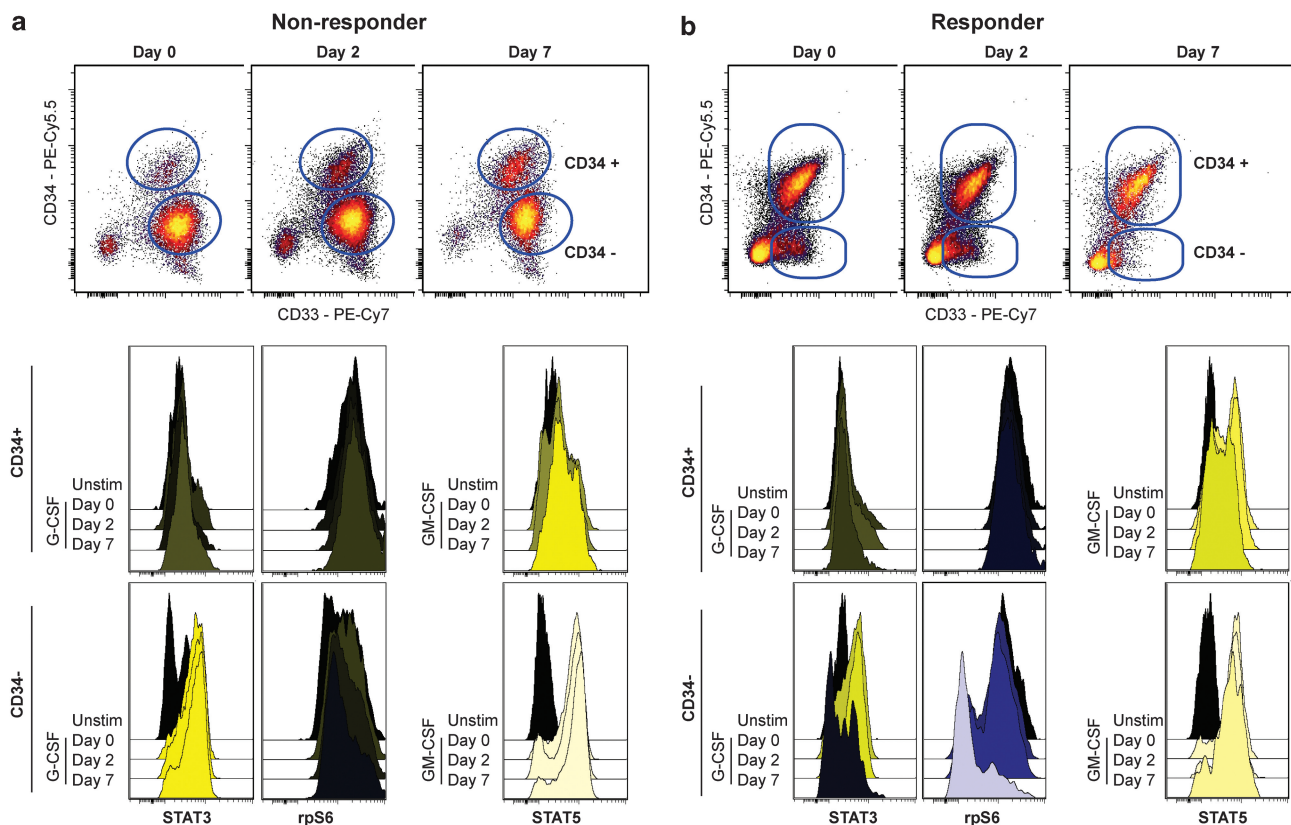 a
Non-responder
Day 0
Day 2
Day 7
CD34 - PE-Cy5.5
CD34 +
CD34 -
CD33 - PE-Cy7
CD34+
G-CSF
Unstim
Day 0
Day 2
Day 7
GM-CSF
Unstim
Day 0
Day 2
Day 7
CD34-
G-CSF
Unstim
Day 0
Day 2
Day 7
GM-CSF
Unstim
Day 0
Day 2
Day 7
STAT3
rpS6
STAT5
b
Responder
Day 0
Day 2
Day 7
CD34 - PE-Cy5.5
CD34 +
CD34 -
CD33 - PE-Cy7
CD34+
G-CSF
Unstim
Day 0
Day 2
Day 7
GM-CSF
Unstim
Day 0
Day 2
Day 7
CD34-
G-CSF
Unstim
Day 0
Day 2
Day 7
GM-CSF
Unstim
Day 0
Day 2
Day 7
STAT3
rpS6
STAT5